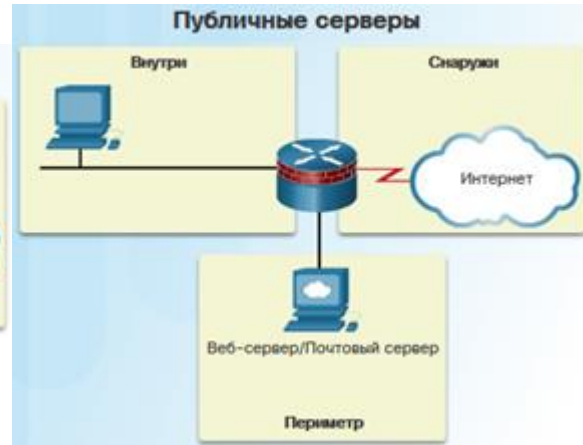 Публичные серверы
Внутри
Снаружи
Интернет
Веб-сервер/Почтовый сервер
Периметр